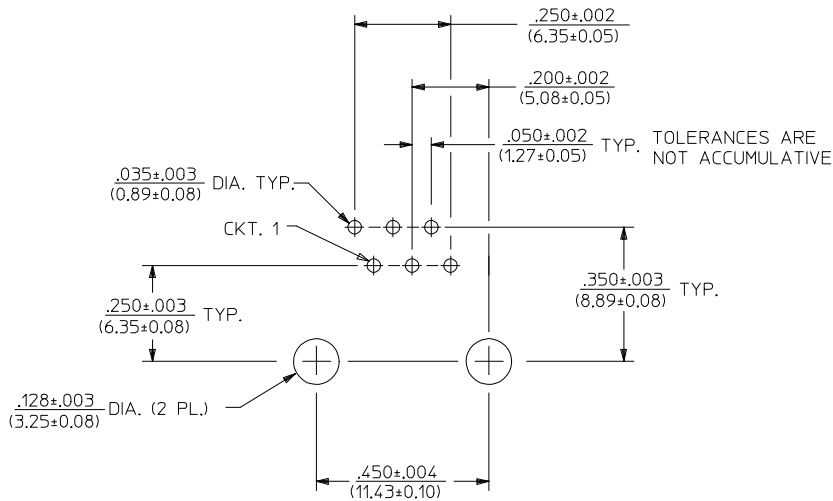 .250±.002
(6.35±0.05)
.200±.002
(5.08±0.05)
.050±.002
(1.27±0.05)
TYP. TOLERANCES ARE
NOT ACCUMULATIVE
.035±.003
(0.89±0.08)
DIA. TYP.
CKT. 1
.250±.003
(6.35±0.08)
TYP.
.350±.003
(8.89±0.08)
TYP.
.128±.003
(3.25±0.08)
DIA. (2 PL.)
.450±.004
(11.43±0.10)